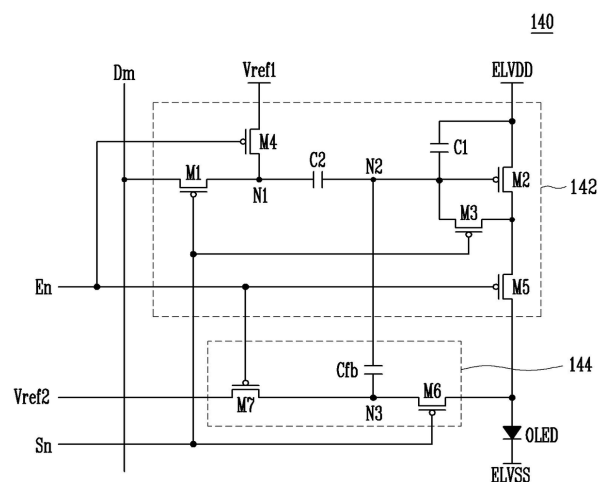 140
Dm
Vref1
ELVDD
M4
C1
M1
C2
N2
M2
N1
M3
142
En
M5
Cfb
144
Vref2
M7
N3
M6
Sn
OLED
ELVSS